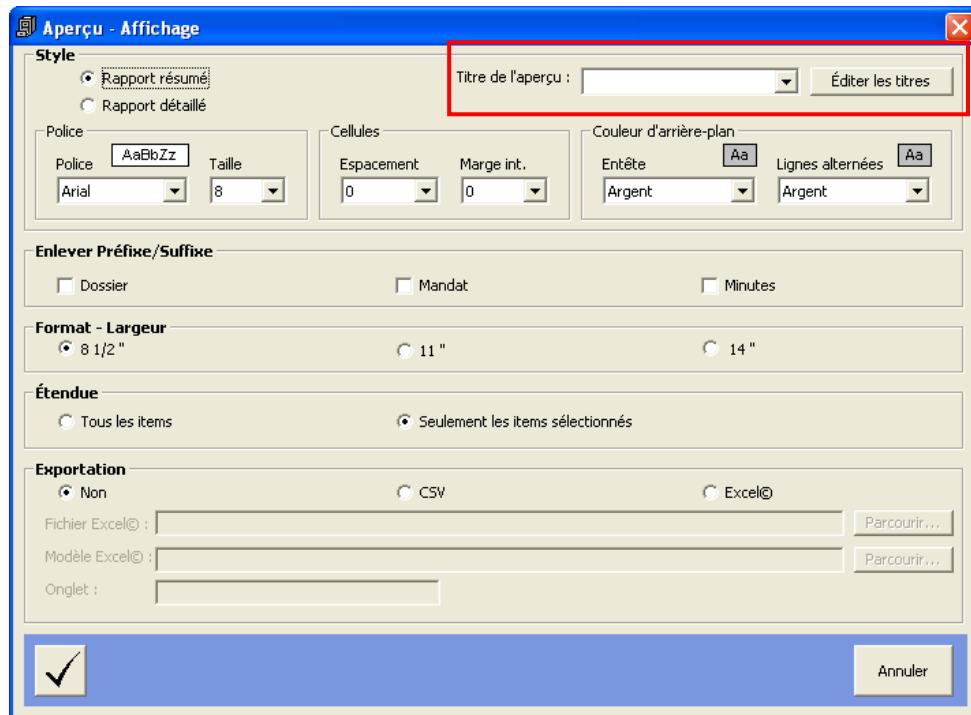 Aperçu - Affichage
Style
Rapport résumé
Titre de l'aperçu :
Éditer les titres
Rapport détaillé
Police
Cellules
Couleur d'arrière-plan
Police AaBbZz Taille
Espacement Marge int.
Entête Aa Lignes alternées Aa
Arial 8 0 0 Argent Argent
Enlever Préfixe/Suffixe
Dossier Mandat Minutes
Format - Largeur
8 1/2 " 11 " 14 "
Étendue
Tous les items Seulement les items sélectionnés
Exportation
Non CSV Excel©
Fichier Excel© : Parcourir...
Modèle Excel© : Parcourir...
Onglet :
Annuler